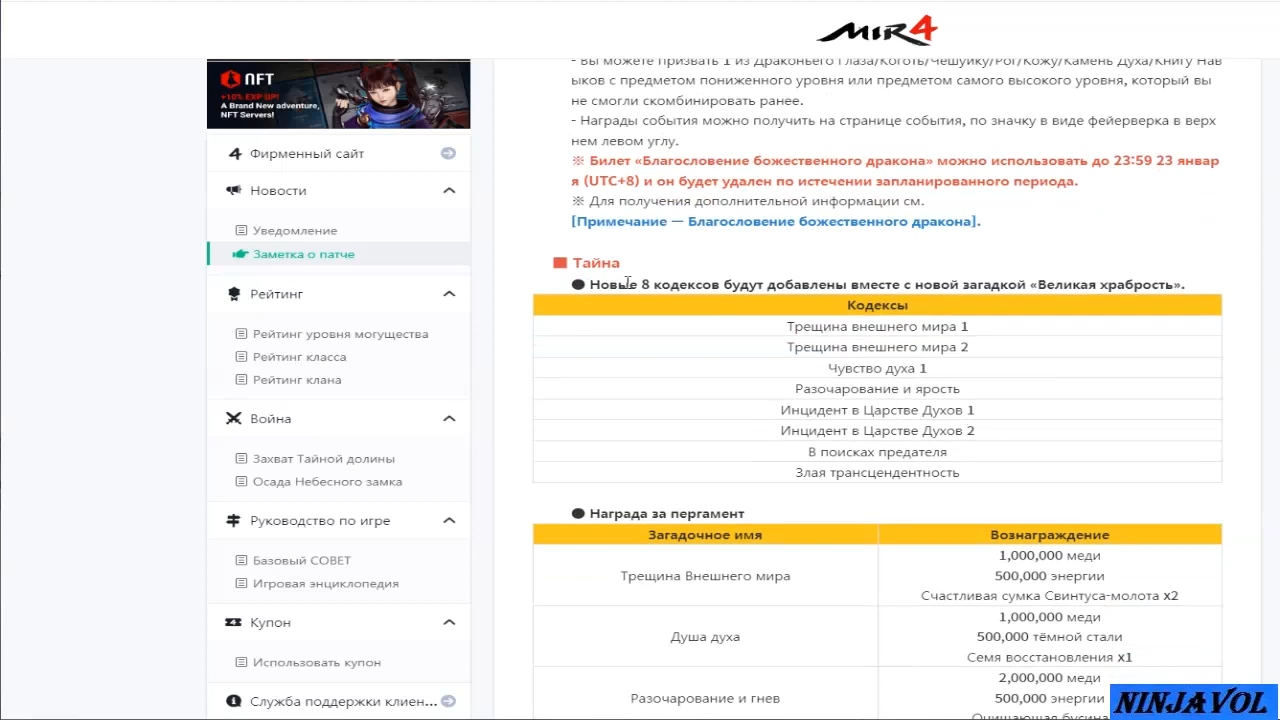 MIR4
NFT
+10% EXP UP!
A Brand New adventure,
NFT Servers!
4 Фирменный сайт
Новости
Уведомление
Заметка о патче
Рейтинг
Рейтинг уровня могущества
Рейтинг класса
Рейтинг клана
Война
Захват Тайной долины
Осада Небесного замка
Руководство по игре
Базовый СОВЕТ
Игровая энциклопедия
Купон
Использовать купон
Служба поддержки клиен...
- Вы можете призвать 1 из Драконьего Глаза/Коготь/Чешуйку/Рог/Кожу/Камень Духа/Книгу Нав
ыков с предметом пониженного уровня или предметом самого высокого уровня, который вы
не смогли скомбинировать ранее.
- Награды события можно получить на странице события, по значку в виде фейерверка в верх
нем левом углу.
※ Билет «Благословение божественного дракона» можно использовать до 23:59 23 январ
я (UTC+8) и он будет удален по истечении запланированного периода.
※ Для получения дополнительной информации см.
[Примечание — Благословение божественного дракона].
Тайна
● Новые 8 кодексов будут добавлены вместе с новой загадкой «Великая храбрость».
Кодексы
Трещина внешнего мира 1
Трещина внешнего мира 2
Чувство духа 1
Разочарование и ярость
Инцидент в Царстве Духов 1
Инцидент в Царстве Духов 2
В поисках предателя
Злая трансцендентность
● Награда за пергамент
Загадочное имя
Вознаграждение
Трещина Внешнего мира
1,000,000 меди
500,000 энергии
Счастливая сумка Свинтуса-молота x2
Душа духа
1,000,000 меди
500,000 тёмной стали
Семя восстановления x1
Разочарование и гнев
2,000,000 меди
500,000 энергии
Очищающая бусина
NINJAVOL